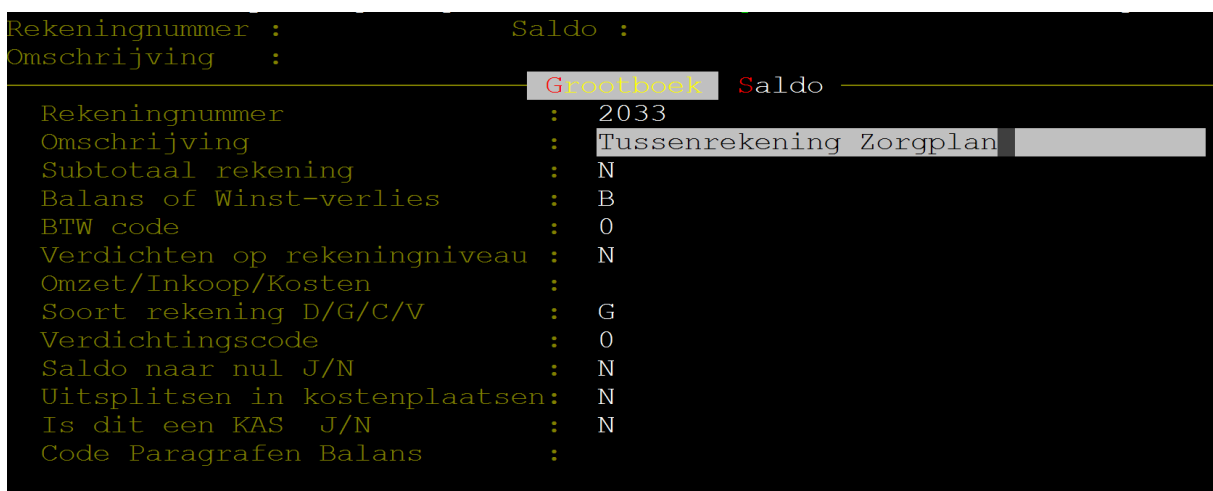 Rekeningnummer : Saldo :
Omschrijving :
Grootboek Saldo
Rekeningnummer : 2033
Omschrijving : Tussenrekening Zorgplan
Subtotaal rekening : N
Balans of Winst-verlies : B
BTW code : 0
Verdichten op rekeningniveau : N
Omzet/Inkoop/Kosten :
Soort rekening D/G/C/V : G
Verdichtingscode : 0
Saldo naar nul J/N : N
Uitsplitsen in kostenplaatsen: N
Is dit een KAS J/N : N
Code Paragrafen Balans :